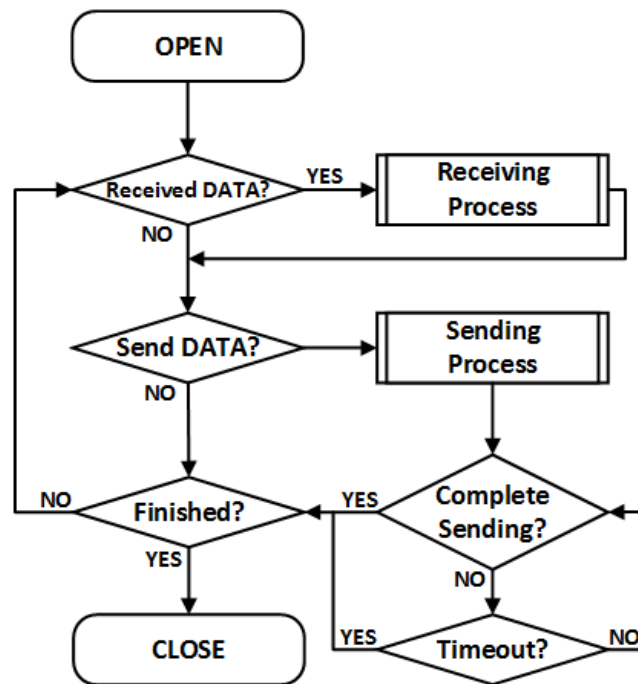 OPEN
Received DATA?
YES
Receiving
Process
NO
Send DATA?
Sending
Process
NO
Finished?
NO
YES
Complete
Sending?
YES
NO
YES
CLOSE
Timeout?
YES
NO